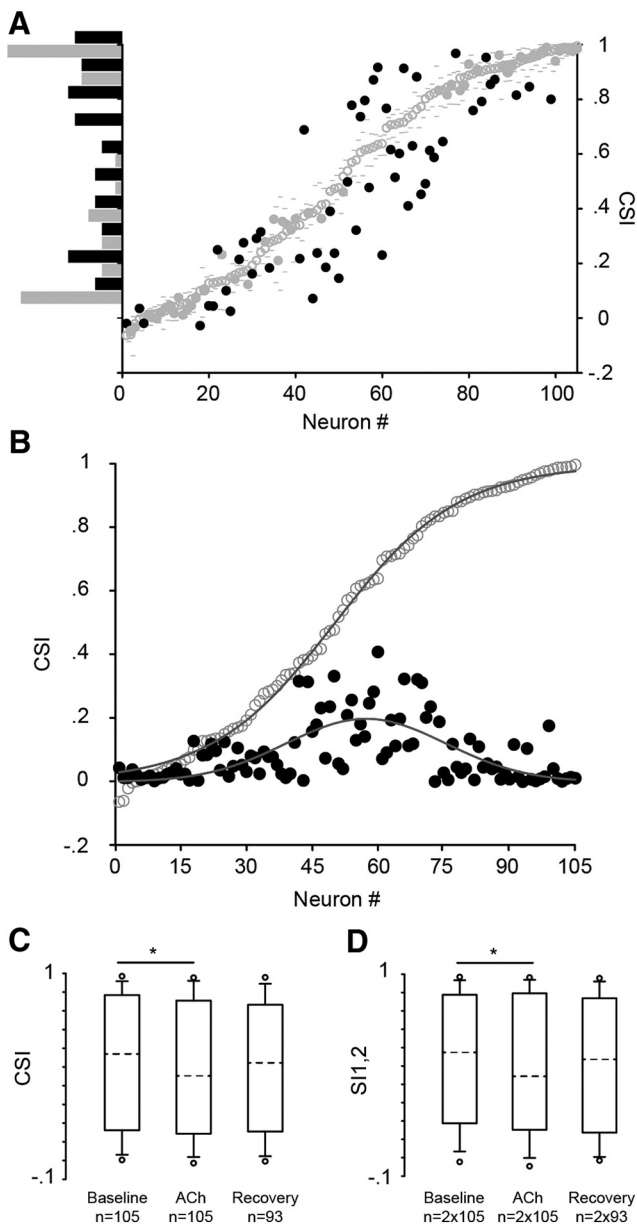 A
1
.8
.6
.4
.2
0
-.2
CSI
0 20 40 60 80 100
Neuron #
B
1
.8
.6
.4
.2
0
-.2
CSI
0 15 30 45 60 75 90 105
Neuron #
C
*
1
CSI
-.1
Baseline ACh Recovery
n=105 n=105 n=93
D
*
1
SI1,2
-.1
Baseline ACh Recovery
n=2x105 n=2x105 n=2x93